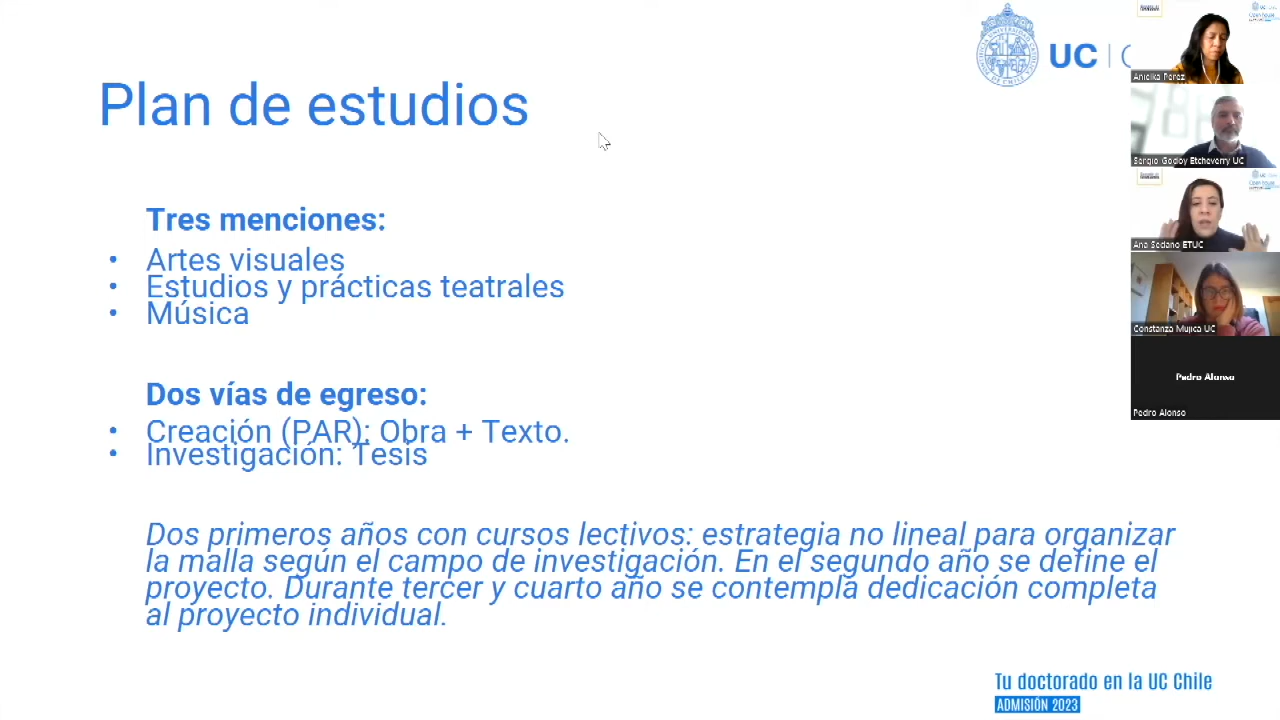 UC
Plan de estudios
Tres menciones:
• Artes visuales
• Estudios y prácticas teatrales
• Música
Dos vías de egreso:
• Creación (PAR): Obra + Texto.
• Investigación: Tesis
Dos primeros años con cursos lectivos: estrategia no lineal para organizar
la malla según el campo de investigación. En el segundo año se define el
proyecto. Durante tercer y cuarto año se contempla dedicación completa
al proyecto individual.
Tu doctorado en la UC Chile
ADMISIÓN 2023
Perez
Sergio Godoy Etcheverry UC
Ana Sedano ETUC
Constanza Mujica UC
Pedro Alonso
Pedro Alonso